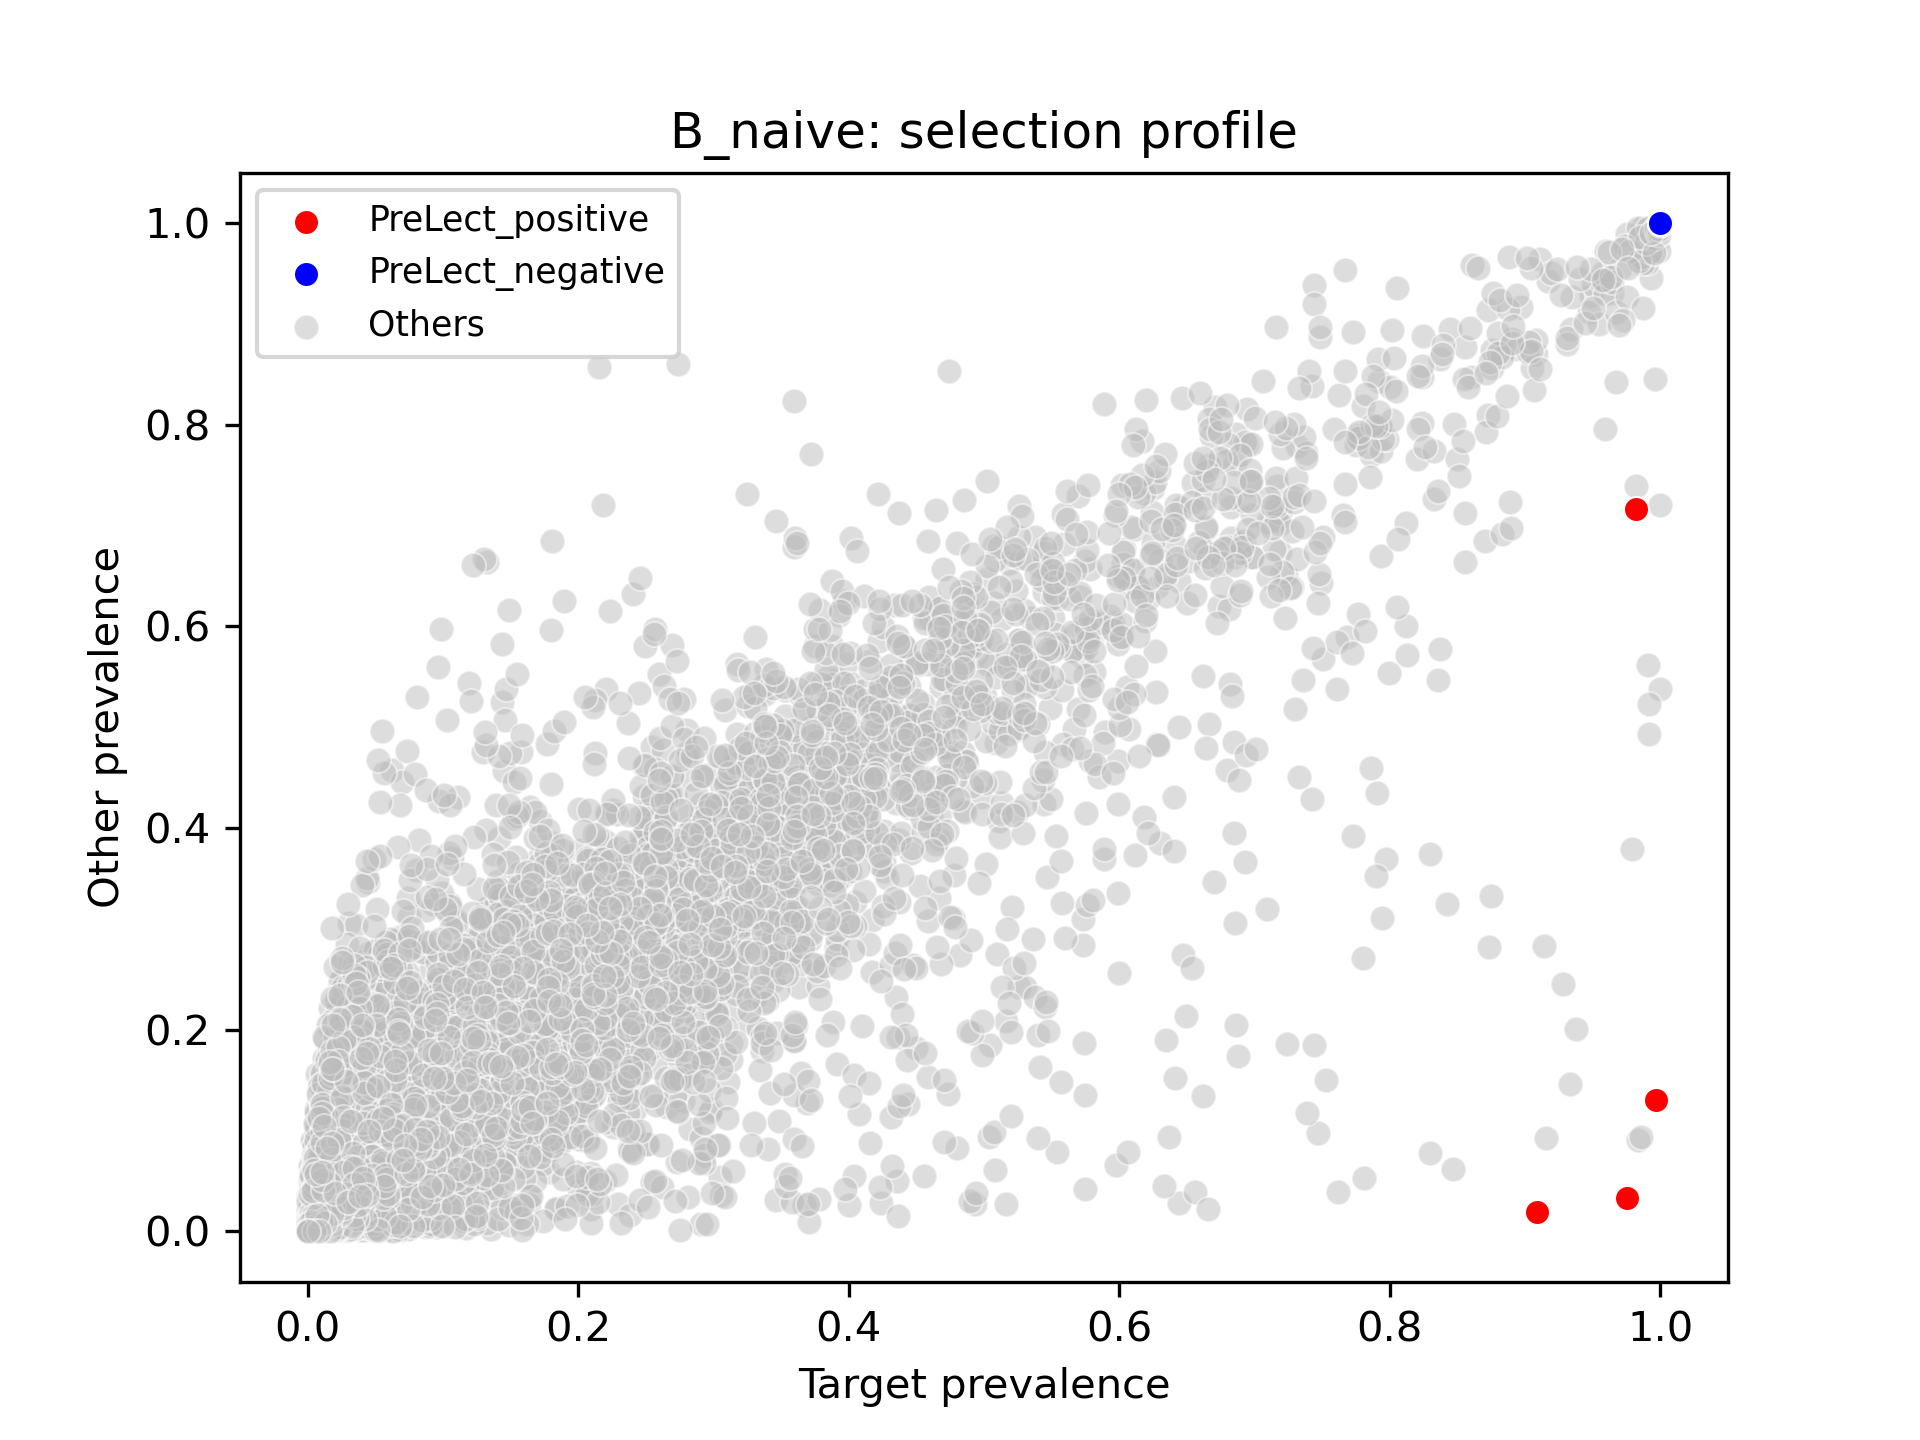 B_naive: selection profile
PreLect_positive
PreLect_negative
Others
1.0
0.8
0.6
0.4
0.2
0.0
Other prevalence
0.0 0.2 0.4 0.6 0.8 1.0
Target prevalence